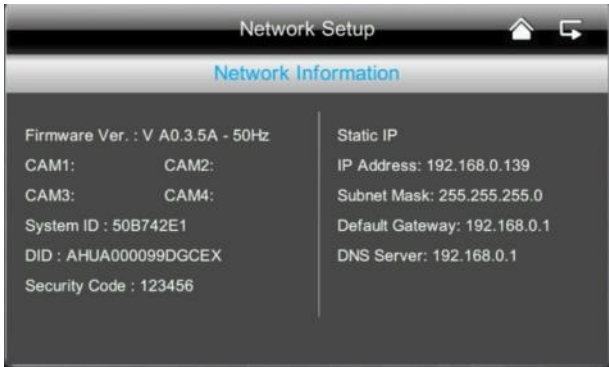 Network Setup
Network Information
Firmware Ver. : V A0.3.5A - 50Hz
CAM1: CAM2:
CAM3: CAM4:
System ID : 50B742E1
DID : AHUA000099DGCEX
Security Code : 123456
Static IP
IP Address: 192.168.0.139
Subnet Mask: 255.255.255.0
Default Gateway: 192.168.0.1
DNS Server: 192.168.0.1